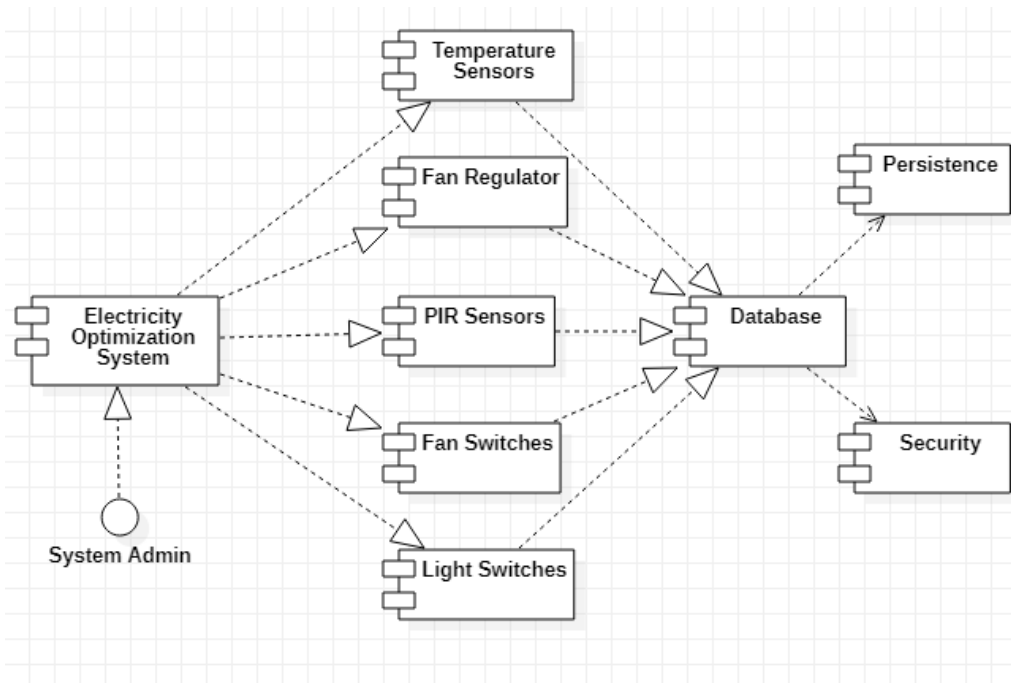 Temperature
Sensors
Fan Regulator
Persistence
Electricity
Optimization
System
PIR Sensors
Database
Fan Switches
Security
System Admin
Light Switches